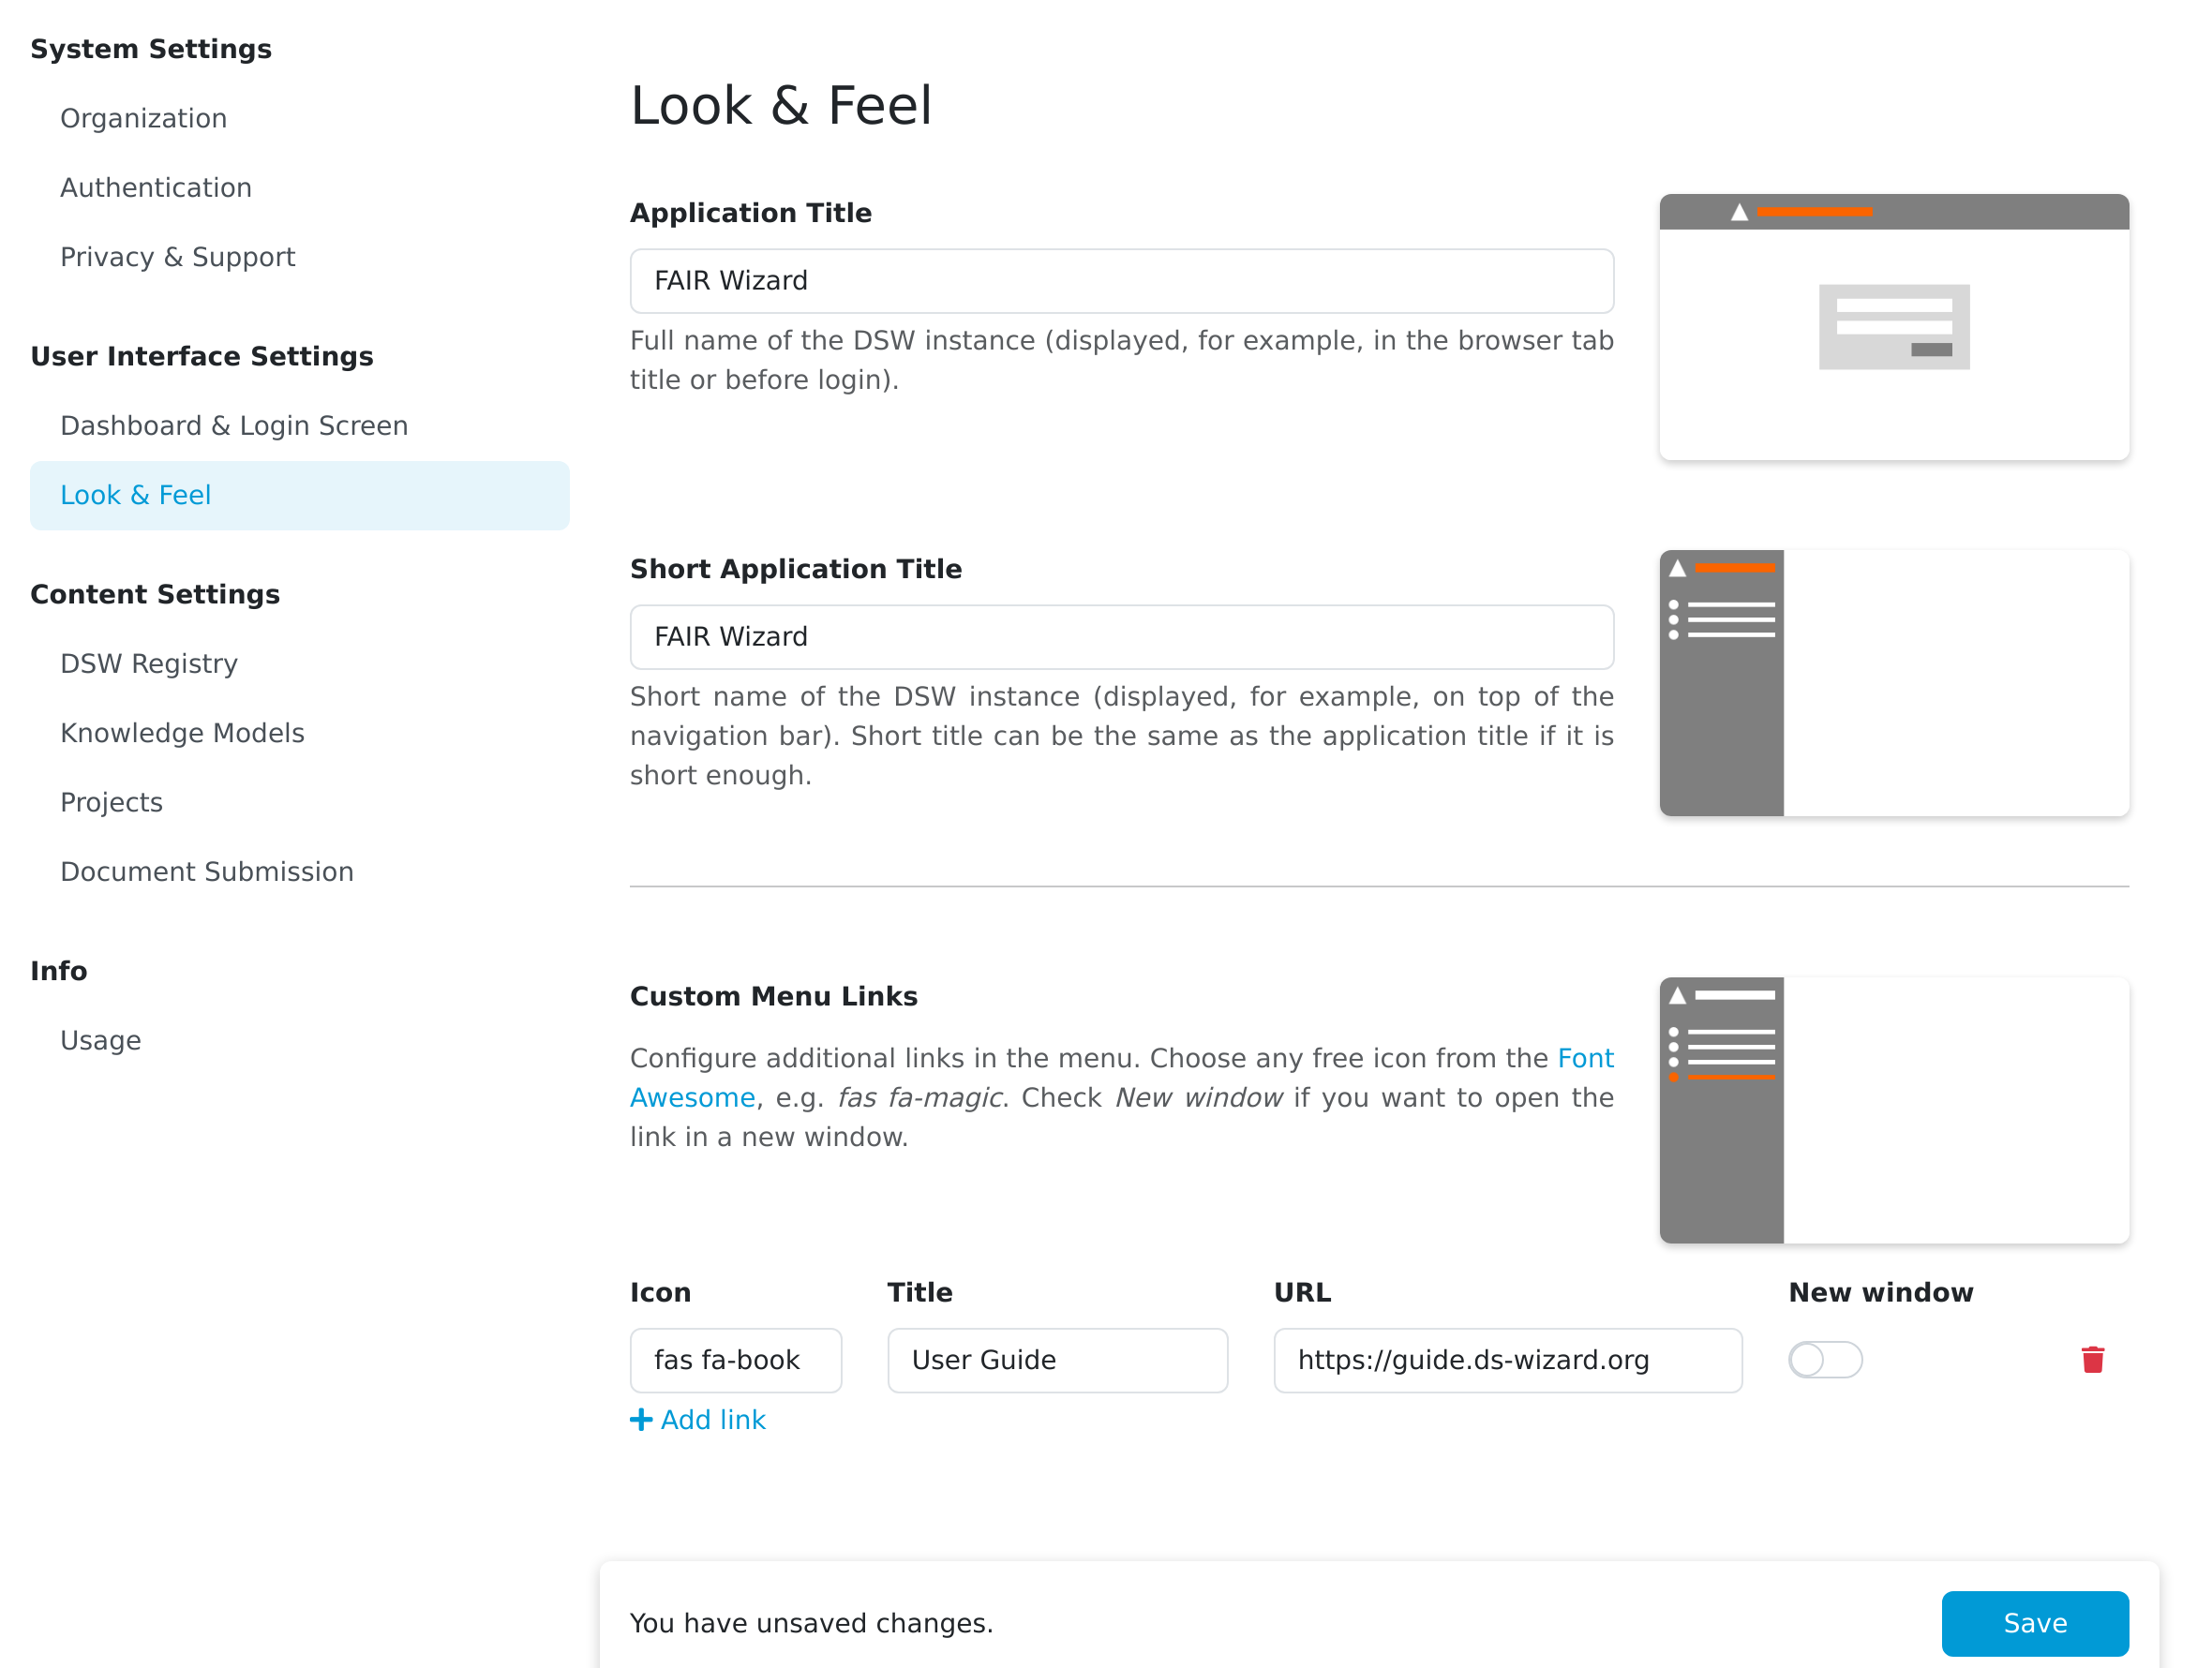 System Settings
Organization
Authentication
Privacy & Support
User Interface Settings
Dashboard & Login Screen
Look & Feel
Content Settings
DSW Registry
Knowledge Models
Projects
Document Submission
Info
Usage
Look & Feel
Application Title
FAIR Wizard
Full name of the DSW instance (displayed, for example, in the browser tab
title or before login).
Short Application Title
FAIR Wizard
Short name of the DSW instance (displayed, for example, on top of the
navigation bar). Short title can be the same as the application title if it is
short enough.
Custom Menu Links
Configure additional links in the menu. Choose any free icon from the Font
Awesome, e.g. fas fa-magic. Check New window if you want to open the
link in a new window.
Icon Title URL New window
fas fa-book User Guide https://guide.ds-wizard.org
Add link
You have unsaved changes. Save